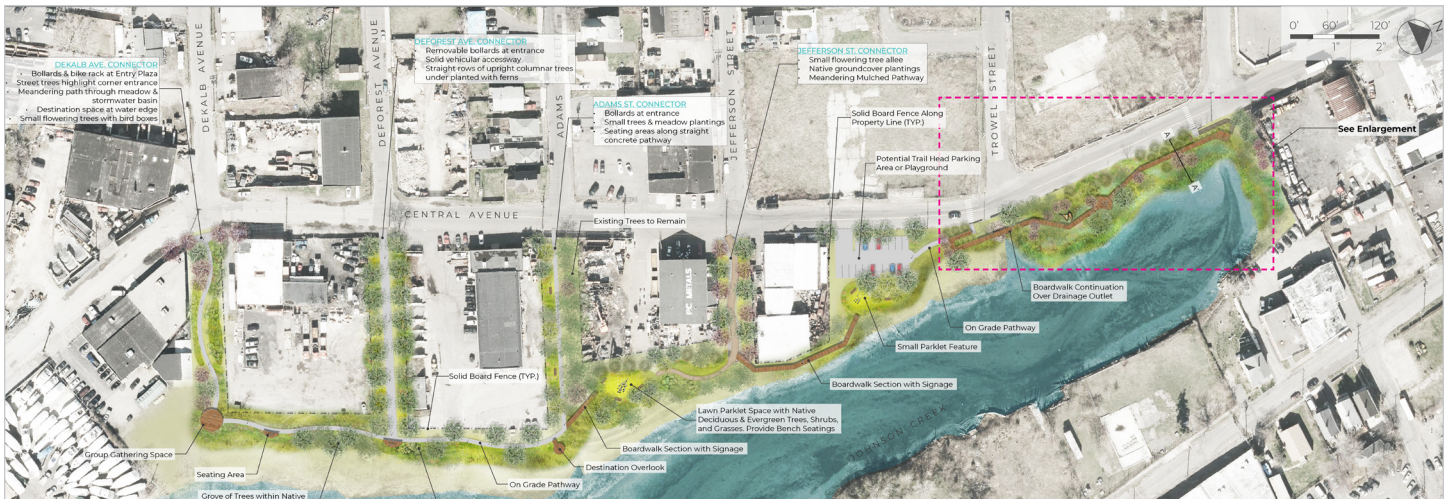 DEKALB AVE. CONNECTOR
Bollards & bike rack at Entry Plaza
Street trees highlight corner entrance
Meandering path through meadow &
stormwater basin
Destination space at water edge
Small flowering trees with bird boxes
DEKALB AVENUE
DEFOREST AVENUE
DEFOREST AVE. CONNECTOR
Removable bollards at entrance
Solid vehicular accessway
Straight rows of upright columnar trees
under planted with ferns
ADAMS
ADAMS ST. CONNECTOR
Bollards at entrance
Small trees & meadow plantings
Seating areas along straight
concrete pathway
JEFFERSON STREET
JEFFERSON ST. CONNECTOR
Small flowering tree allee
Native groundcover plantings
Meandering Mulched Pathway
Solid Board Fence Along
Property Line (TYP.)
Potential Trail Head Parking
Area or Playground
TROWEL STREET
0' 60' 120'
1" 2"
N
See Enlargement
A
A'
CENTRAL AVENUE
Existing Trees to Remain
PC METALS
Boardwalk Continuation
Over Drainage Outlet
On Grade Pathway
Small Parklet Feature
Boardwalk Section with Signage
Solid Board Fence (TYP.)
Lawn Parklet Space with Native
Deciduous & Evergreen Trees, Shrubs,
and Grasses. Provide Bench Seatings
JOHNSON CREEK
Boardwalk Section with Signage
Group Gathering Space
Destination Overlook
Seating Area
On Grade Pathway
Grove of Trees within Native